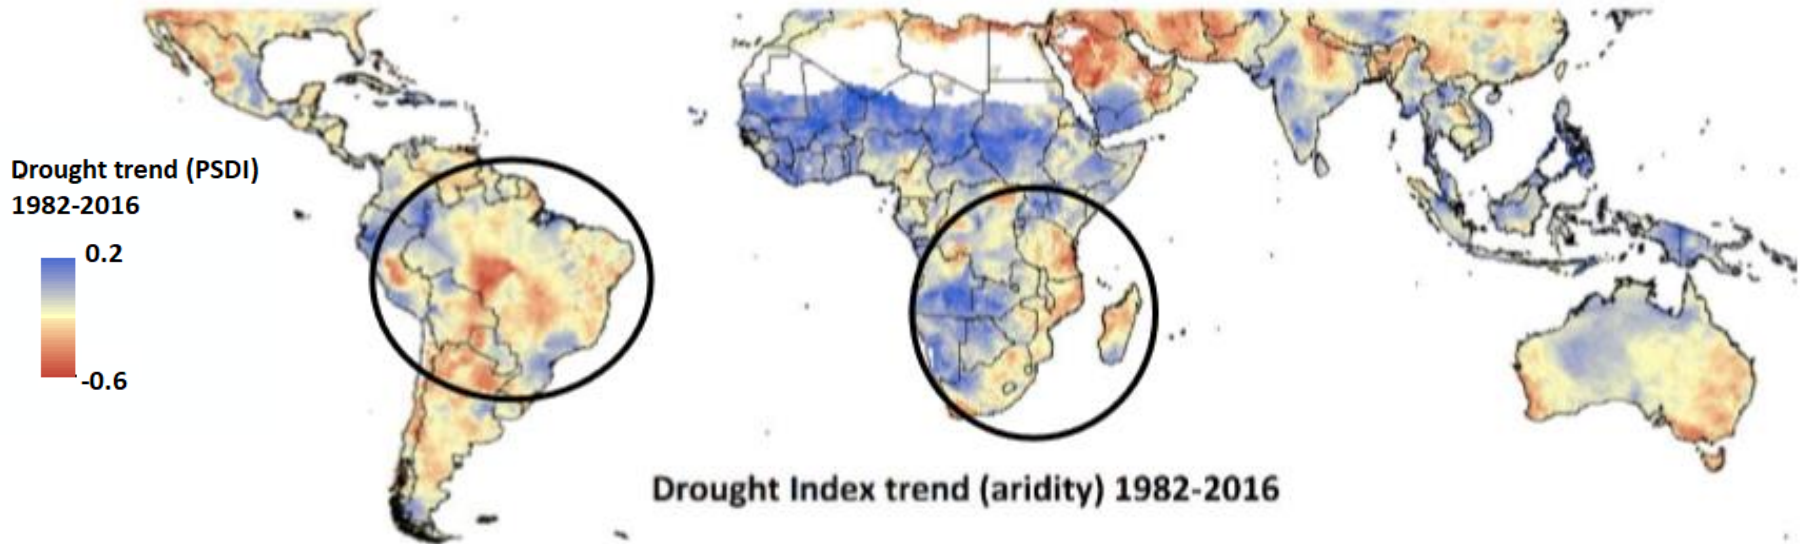 Drought trend (PSDI)
1982-2016
0.2
-0.6
Drought Index trend (aridity) 1982-2016